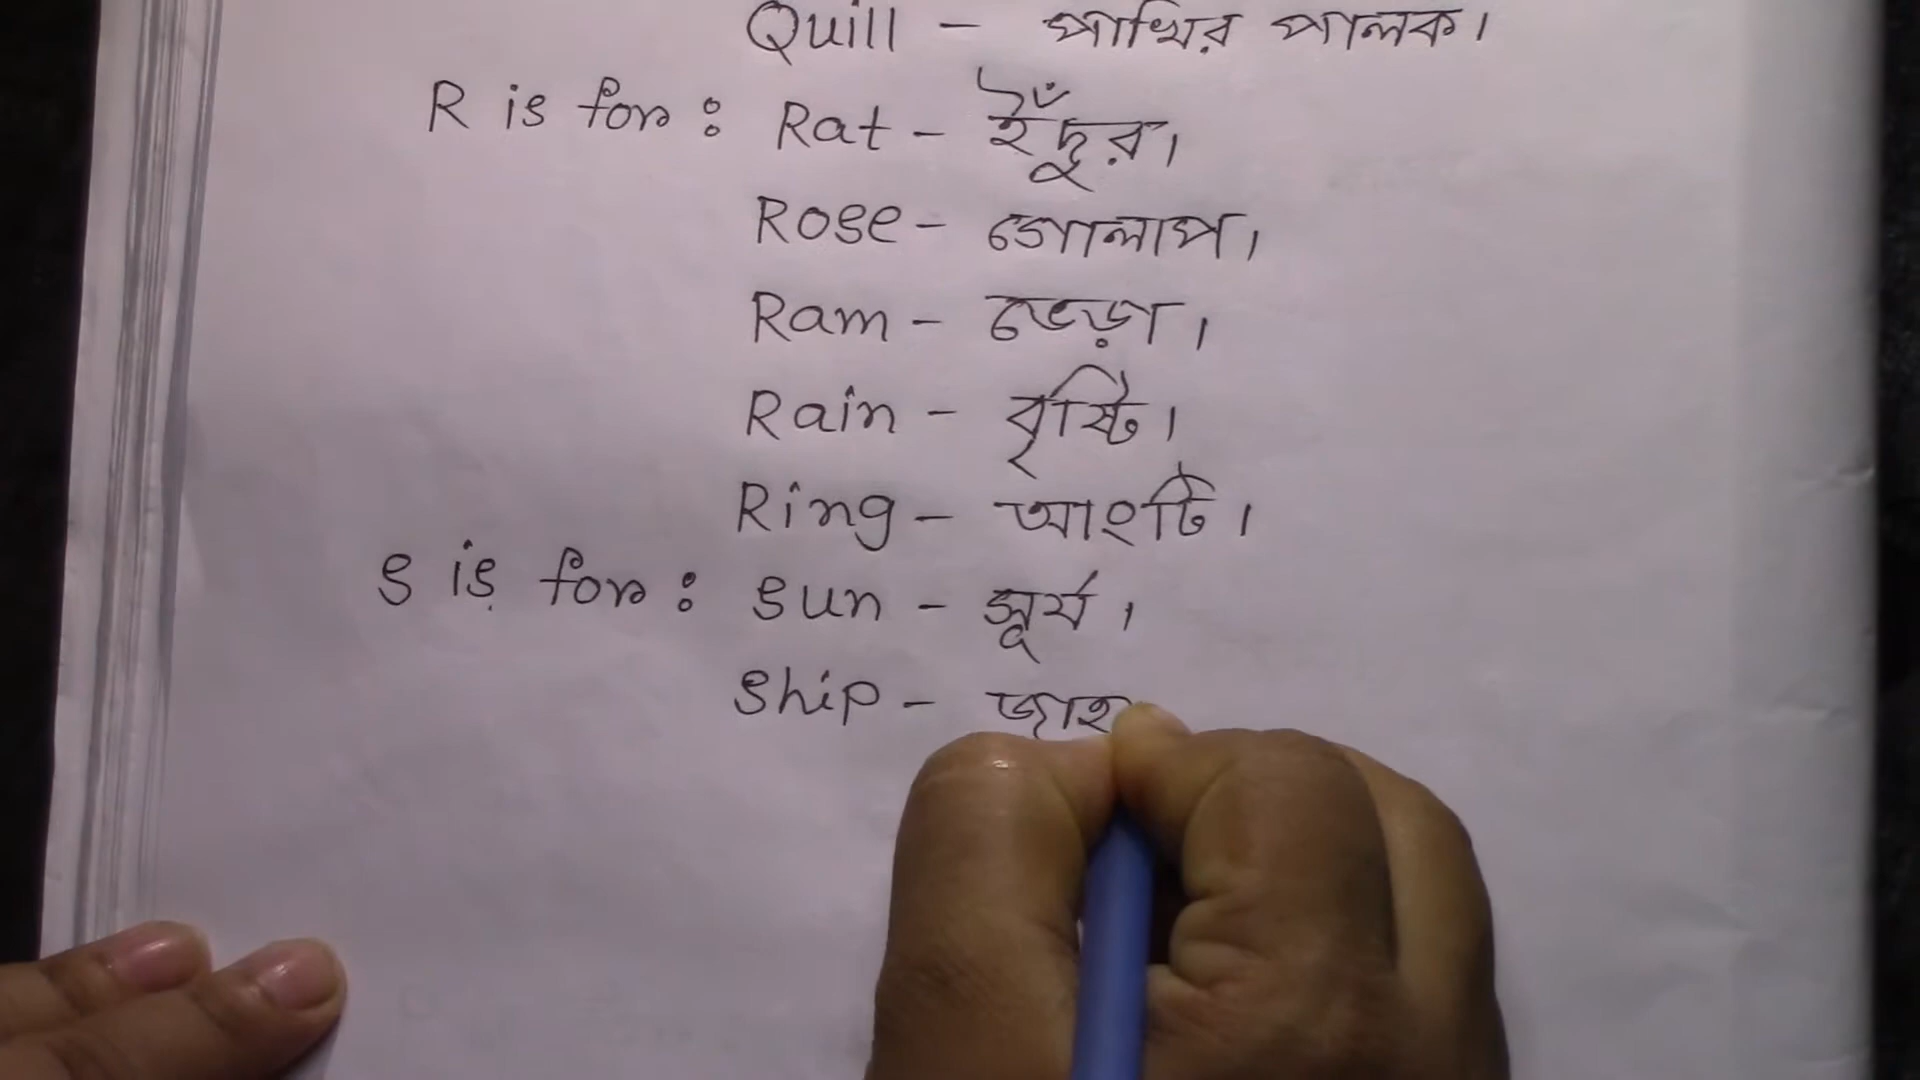 Quill - পাখির পালক।
R is for : Rat - ইঁদুর।
Rose - গোলাপ।
Ram - ভেড়া।
Rain - বৃষ্টি।
Ring - আংটি।
S is for : Sun - সূর্য।
Ship - জাহ